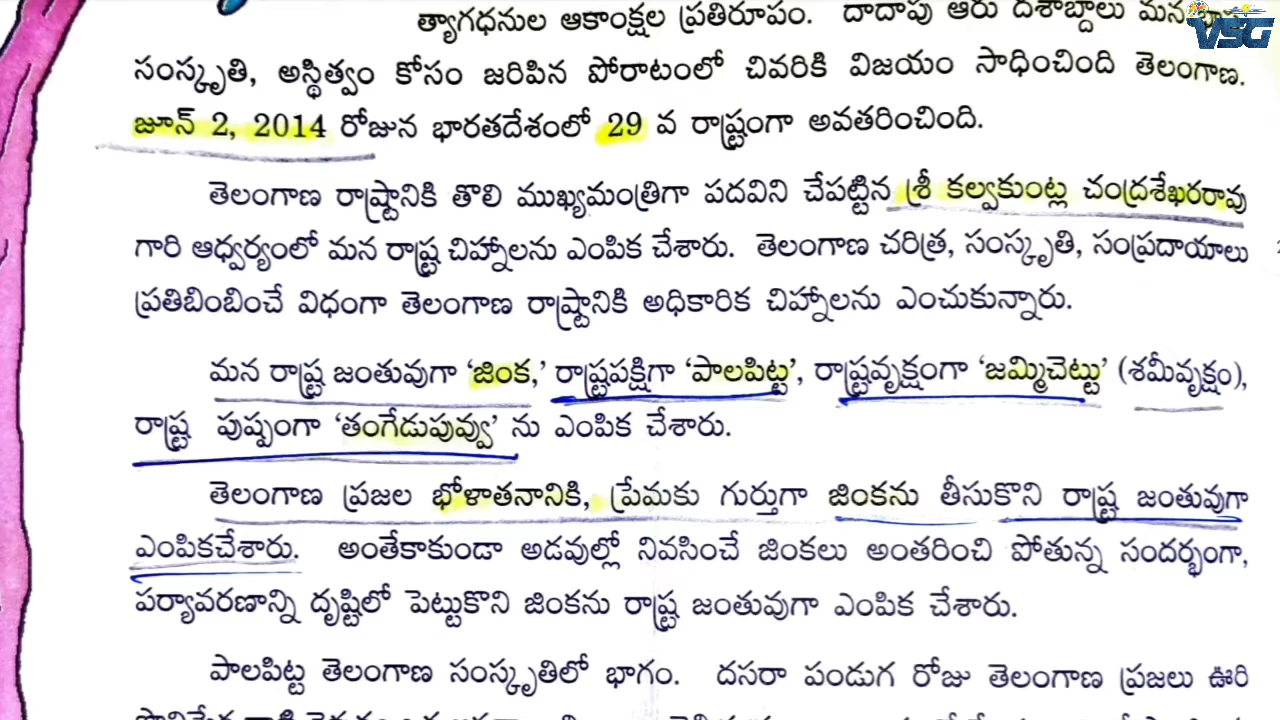 త్యాగధనుల ఆకాంక్షల ప్రతిరూపం. దాదాపు ఆరు దశాబ్దాలు మన
VSG
సంస్కృతి, అస్థిత్వం కోసం జరిపిన పోరాటంలో చివరికి విజయం సాధించింది తెలంగాణ.
జూన్ 2, 2014 రోజున భారతదేశంలో 29 వ రాష్ట్రంగా అవతరించింది.
తెలంగాణ రాష్ట్రానికి తొలి ముఖ్యమంత్రిగా పదవిని చేపట్టిన శ్రీ కల్వకుంట్ల చంద్రశేఖరరావు
గారి ఆధ్వర్యంలో మన రాష్ట్ర చిహ్నాలను ఎంపిక చేశారు. తెలంగాణ చరిత్ర, సంస్కృతి, సంప్రదాయాలు
ప్రతిబింబించే విధంగా తెలంగాణ రాష్ట్రానికి అధికారిక చిహ్నాలను ఎంచుకున్నారు.
మన రాష్ట్ర జంతువుగా ‘జింక,’ రాష్ట్రపక్షిగా ‘పాలపిట్ట’, రాష్ట్రవృక్షంగా ‘జమ్మిచెట్టు’ (శమీవృక్షం),
రాష్ట్ర పుష్పంగా ‘తంగేడుపువ్వు’ ను ఎంపిక చేశారు.
తెలంగాణ ప్రజల భోళాతనానికి, ప్రేమకు గుర్తుగా జింకను తీసుకొని రాష్ట్ర జంతువుగా
ఎంపికచేశారు. అంతేకాకుండా అడవుల్లో నివసించే జింకలు అంతరించి పోతున్న సందర్భంగా,
పర్యావరణాన్ని దృష్టిలో పెట్టుకొని జింకను రాష్ట్ర జంతువుగా ఎంపిక చేశారు.
పాలపిట్ట తెలంగాణ సంస్కృతిలో భాగం. దసరా పండుగ రోజు తెలంగాణ ప్రజలు ఊరి